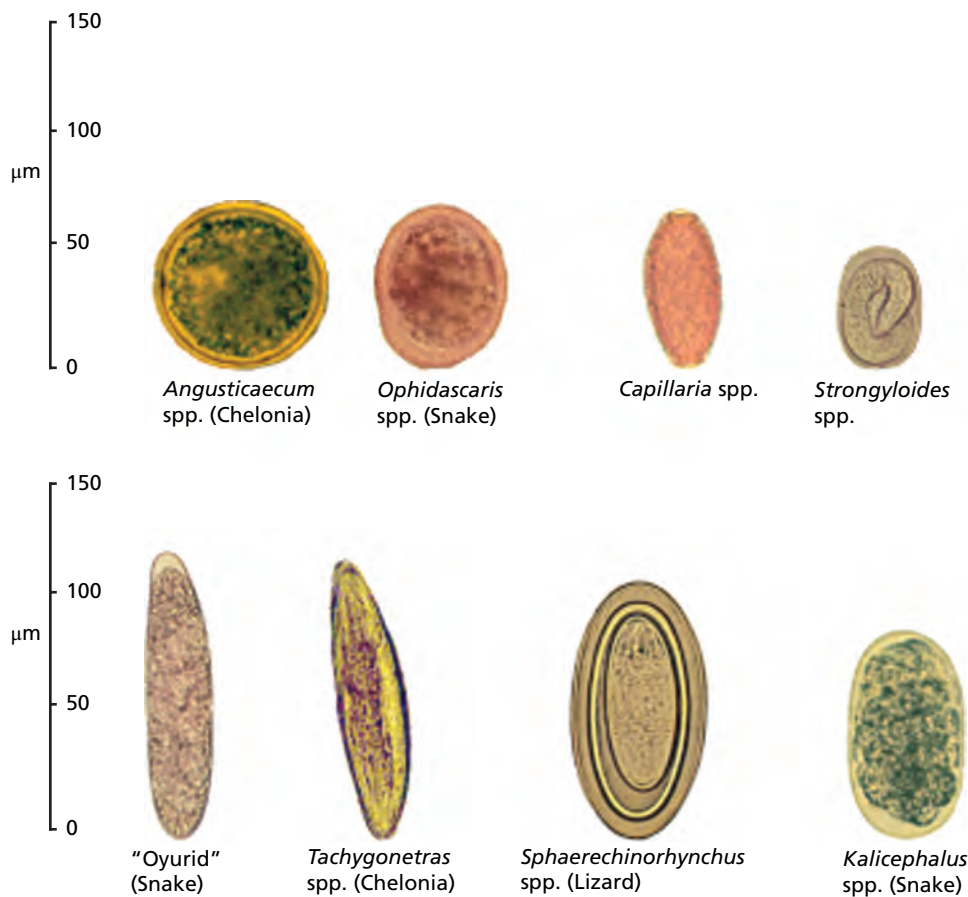 150
100
μm
50
0
Angusticaecum
spp. (Chelonia)
Ophidascaris
spp. (Snake)
Capillaria spp.
Strongyloides
spp.
150
100
μm
50
0
“Oyurid”
(Snake)
Tachygonetras
spp. (Chelonia)
Sphaerechinorhynchus
spp. (Lizard)
Kalicephalus
spp. (Snake)